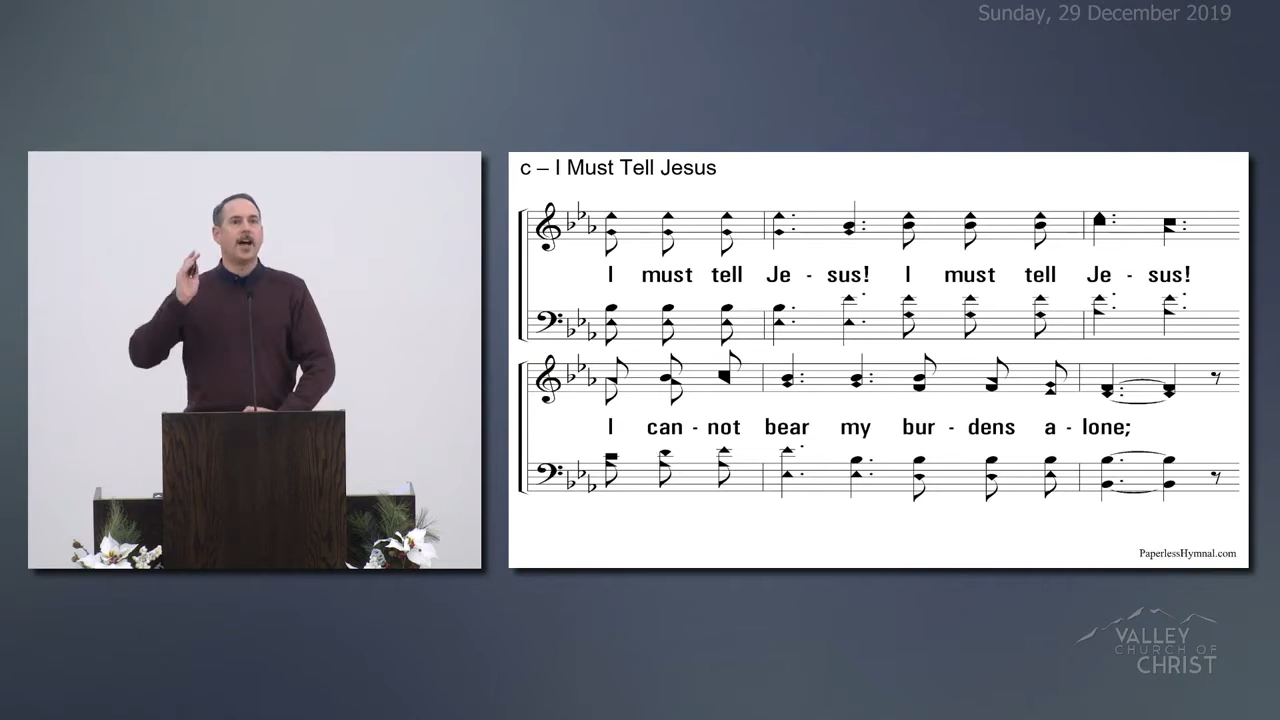 Sunday, 29 December 2019
c – I Must Tell Jesus
I must tell Je - sus! I must tell Je - sus!
I can - not bear my bur - dens a - lone;
PaperlessHymnal.com
VALLEY
CHURCH OF
CHRIST